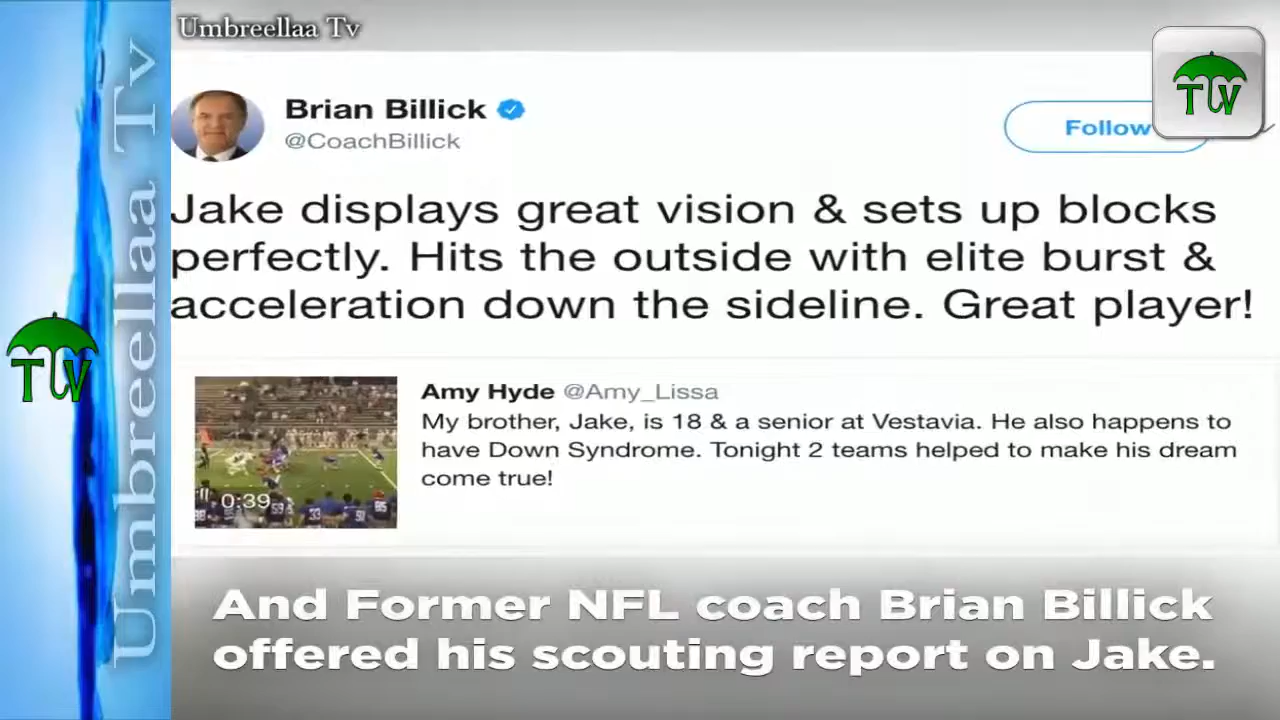 Umbreellaa Tv
Umbreellaa Tv
TV
TV
Brian Billick
@CoachBillick
Follow
Jake displays great vision & sets up blocks
perfectly. Hits the outside with elite burst &
acceleration down the sideline. Great player!
Amy Hyde @Amy_Lissa
My brother, Jake, is 18 & a senior at Vestavia. He also happens to
have Down Syndrome. Tonight 2 teams helped to make his dream
come true!
0:39
59
33
And Former NFL coach Brian Billick
offered his scouting report on Jake.